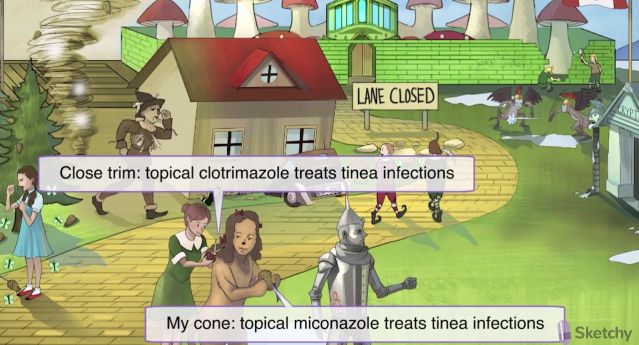 LANE CLOSED
Close trim: topical clotrimazole treats tinea infections
My cone: topical miconazole treats tinea infections
Sketchy